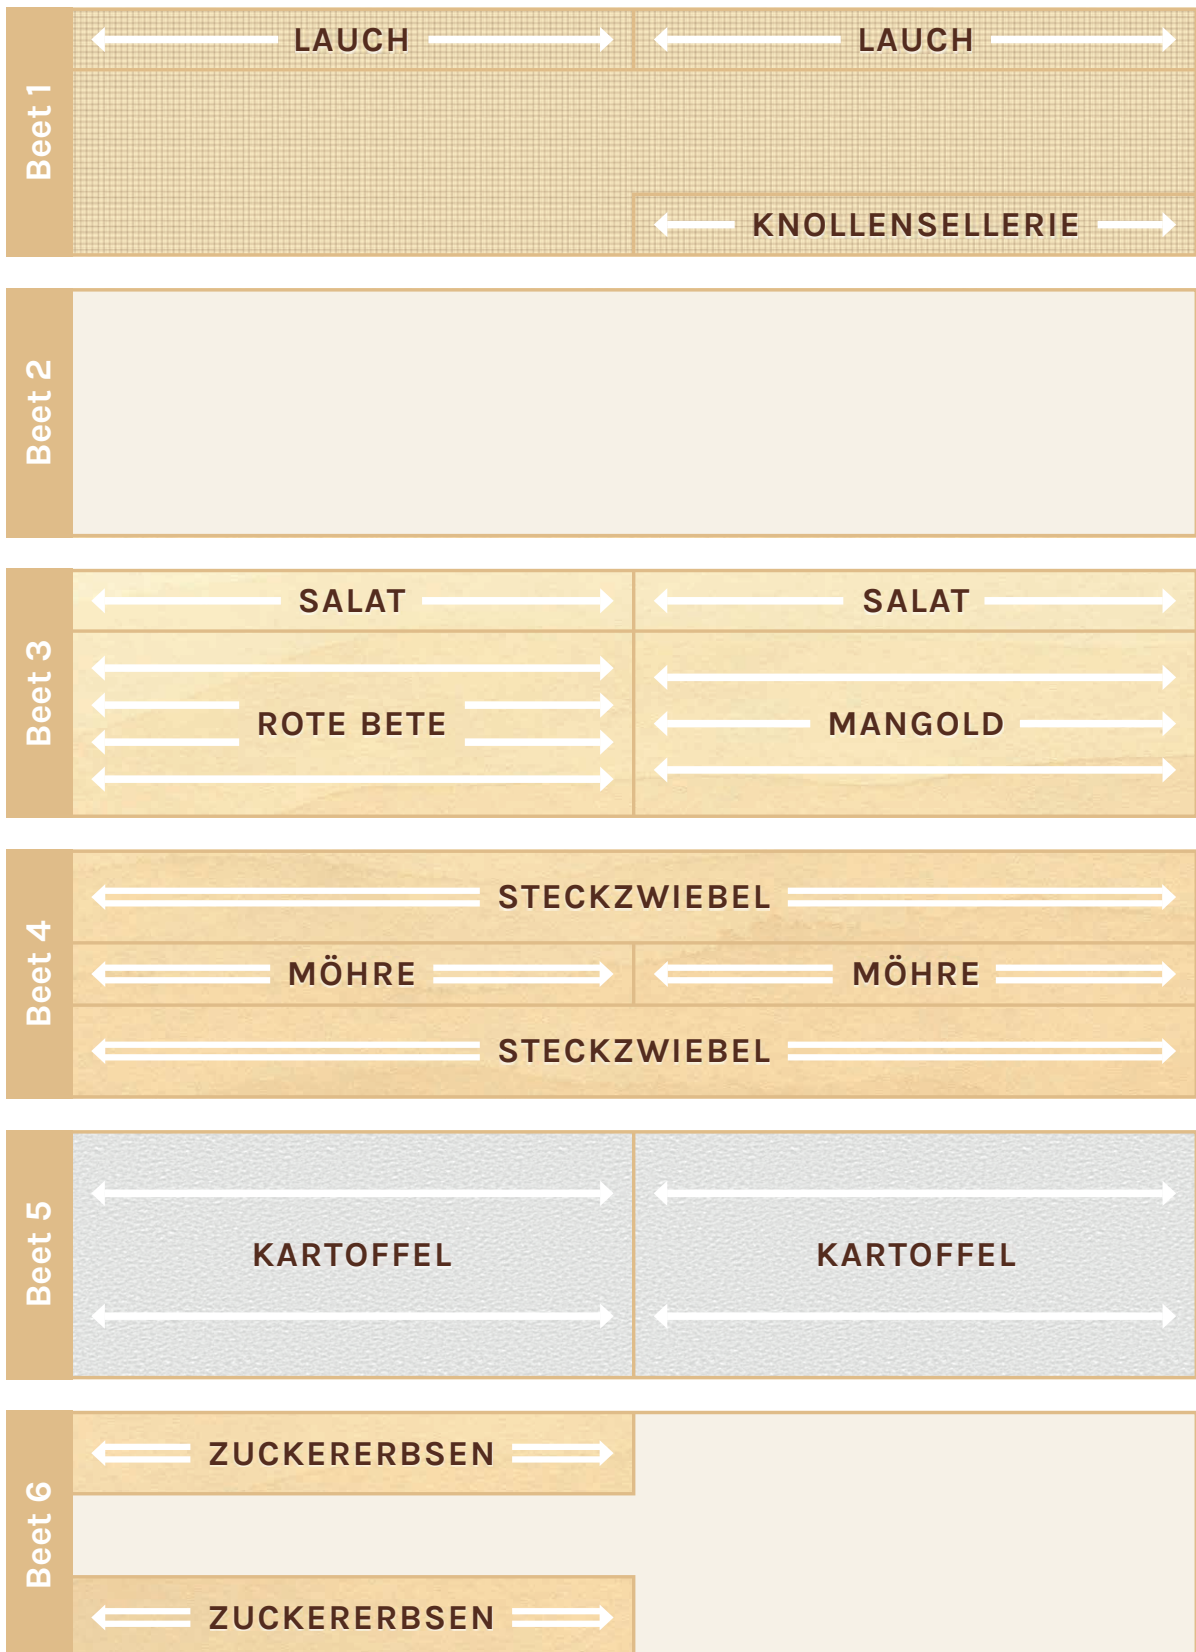 Beet 1
LAUCH LAUCH
KNOLLENSELLERIE
Beet 2
Beet 3
SALAT SALAT
ROTE BETE MANGOLD
Beet 4
STECKZWIEBEL
MÖHRE MÖHRE
STECKZWIEBEL
Beet 5
KARTOFFEL KARTOFFEL
Beet 6
ZUCKERERBSEN
ZUCKERERBSEN